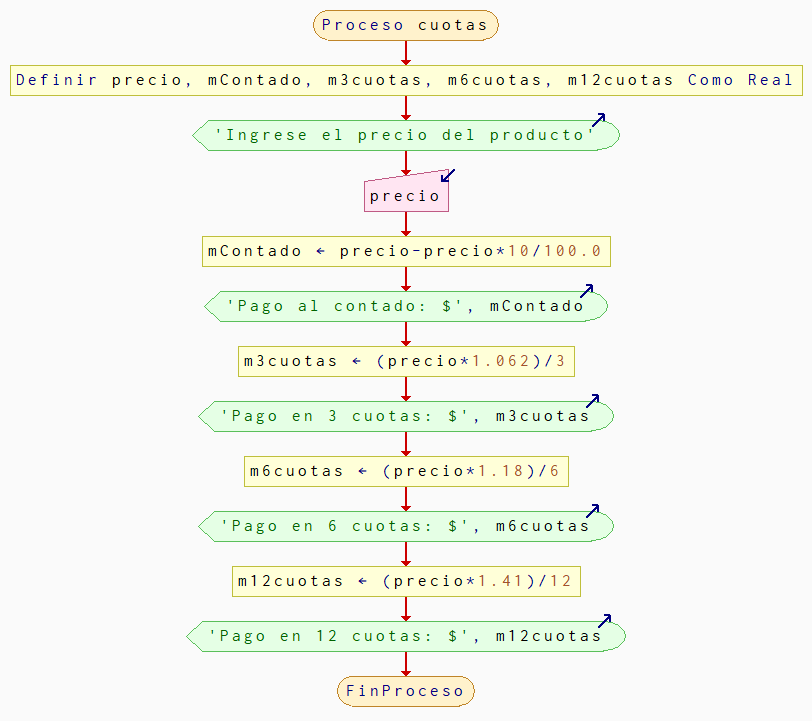 Proceso cuotas
Definir precio, mContado, m3cuotas, m6cuotas, m12cuotas Como Real
'Ingrese el precio del producto'
precio
mContado ← precio-precio*10/100.0
'Pago al contado: $', mContado
m3cuotas ← (precio*1.062)/3
'Pago en 3 cuotas: $', m3cuotas
m6cuotas ← (precio*1.18)/6
'Pago en 6 cuotas: $', m6cuotas
m12cuotas ← (precio*1.41)/12
'Pago en 12 cuotas: $', m12cuotas
FinProceso